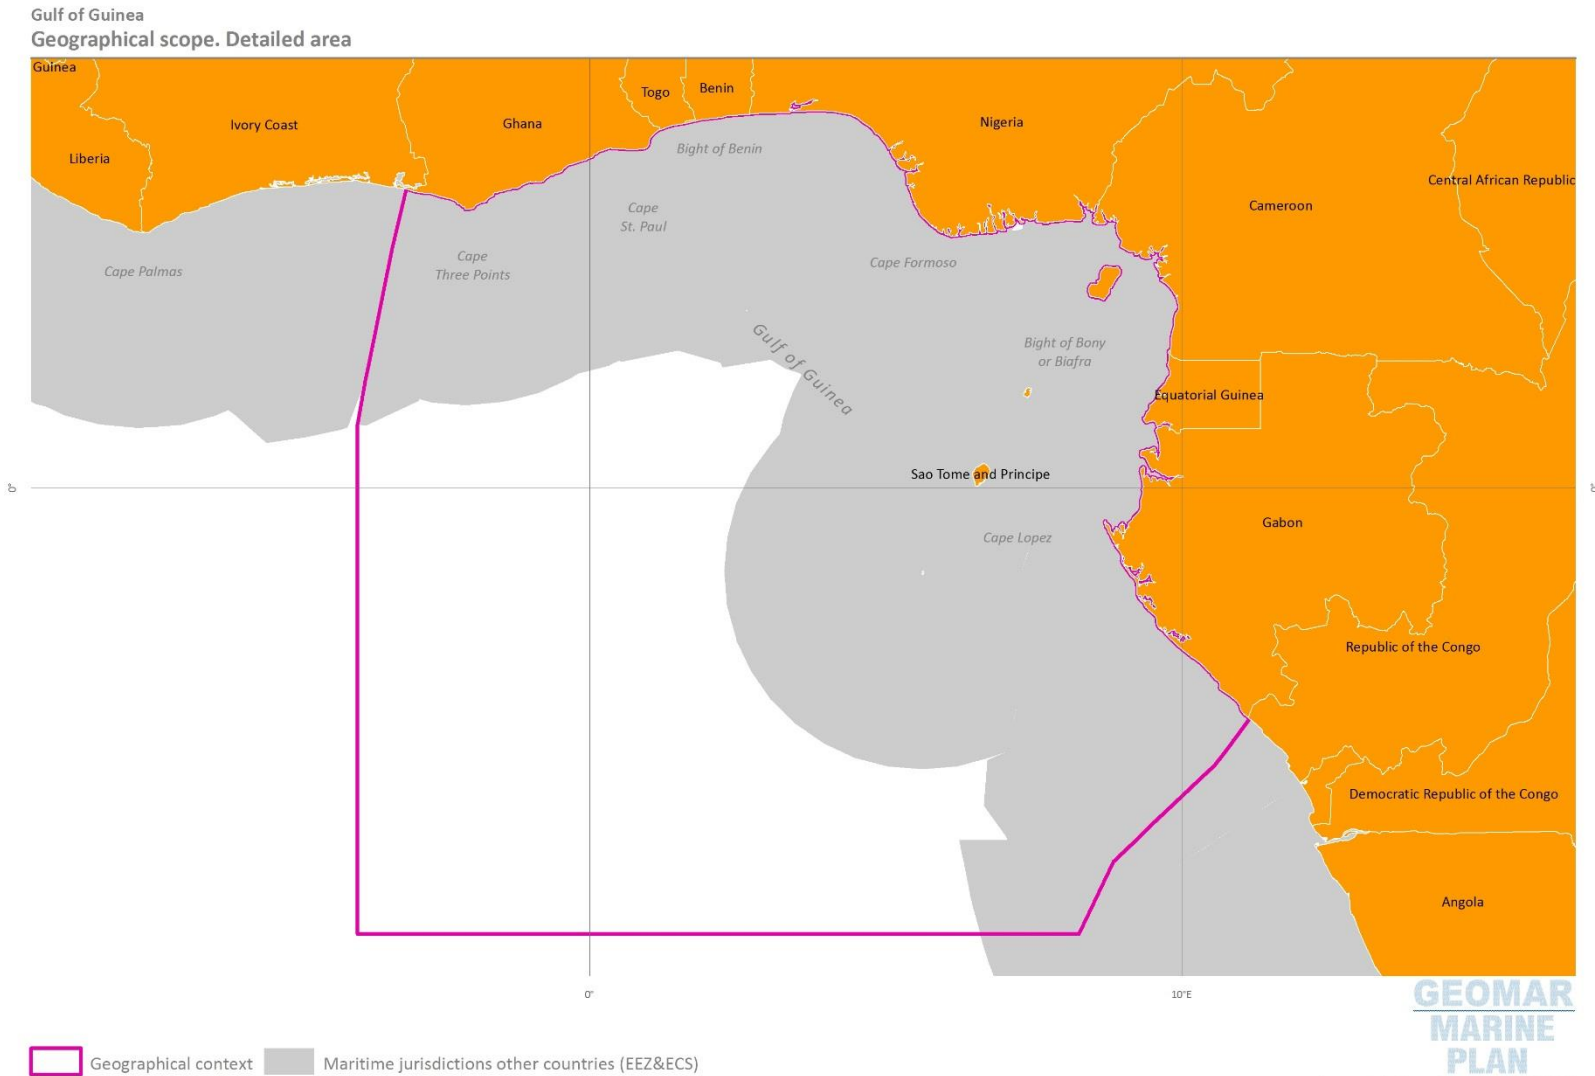 Gulf of Guinea
Geographical scope. Detailed area
Guinea
Ivory Coast
Liberia
Ghana
Togo
Benin
Nigeria
Cameroon
Central African Republic
Bight of Benin
Cape
St. Paul
Cape Palmas
Cape
Three Points
Cape Formoso
Gulf of Guinea
Bight of Bony
or Biafra
Equatorial Guinea
Sao Tome and Principe
0°
Cape Lopez
Gabon
Republic of the Congo
Democratic Republic of the Congo
Angola
0°
10°E
GEOMAR
MARINE
PLAN
Geographical context
Maritime jurisdictions other countries (EEZ&ECS)